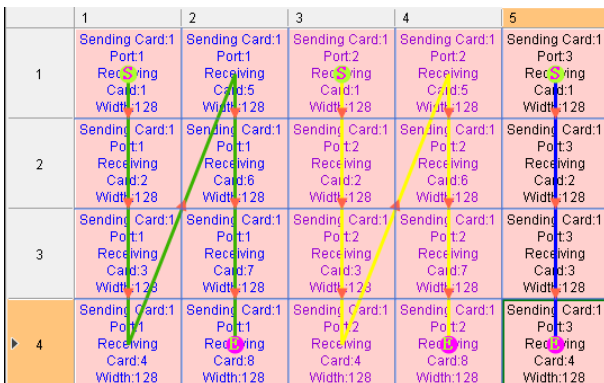 1 2 3 4 5
1
Sending Card:1 Sending Card:1 Sending Card:1 Sending Card:1 Sending Card:1
Port:1 Port:1 Port:2 Port:2 Port:3
Receiving Receiving Receiving Receiving Receiving
Card:1 Card:5 Card:1 Card:5 Card:1
Width:128 Width:128 Width:128 Width:128 Width:128
S S S
2
Sending Card:1 Sending Card:1 Sending Card:1 Sending Card:1 Sending Card:1
Port:1 Port:1 Port:2 Port:2 Port:3
Receiving Receiving Receiving Receiving Receiving
Card:2 Card:6 Card:2 Card:6 Card:2
Width:128 Width:128 Width:128 Width:128 Width:128
3
Sending Card:1 Sending Card:1 Sending Card:1 Sending Card:1 Sending Card:1
Port:1 Port:1 Port:2 Port:2 Port:3
Receiving Receiving Receiving Receiving Receiving
Card:3 Card:7 Card:3 Card:7 Card:3
Width:128 Width:128 Width:128 Width:128 Width:128
4
Sending Card:1 Sending Card:1 Sending Card:1 Sending Card:1 Sending Card:1
Port:1 Port:1 Port:2 Port:2 Port:3
Receiving Receiving Receiving Receiving Receiving
Card:4 Card:8 Card:4 Card:8 Card:4
Width:128 Width:128 Width:128 Width:128 Width:128
E E E